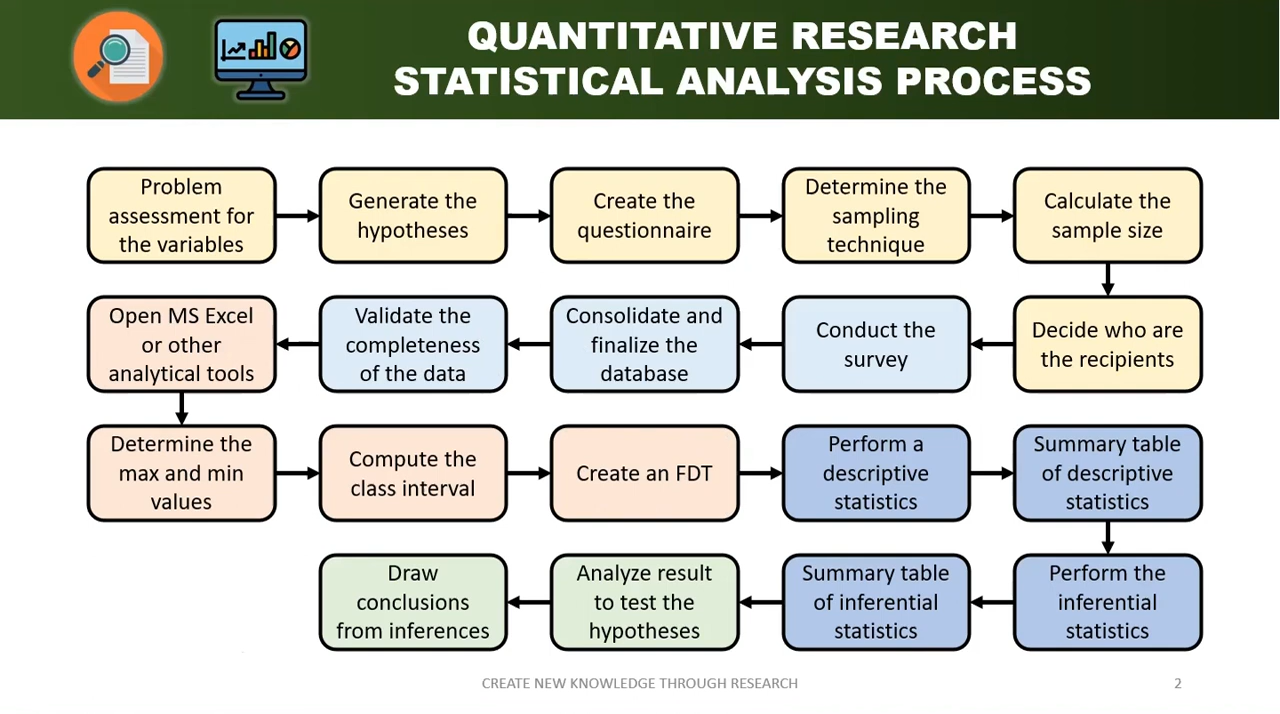 QUANTITATIVE RESEARCH
STATISTICAL ANALYSIS PROCESS
Problem
assessment for
the variables
Generate the
hypotheses
Create the
questionnaire
Determine the
sampling
technique
Calculate the
sample size
Open MS Excel
or other
analytical tools
Validate the
completeness
of the data
Consolidate and
finalize the
database
Conduct the
survey
Decide who are
the recipients
Determine the
max and min
values
Compute the
class interval
Create an FDT
Perform a
descriptive
statistics
Summary table
of descriptive
statistics
Draw
conclusions
from inferences
Analyze result
to test the
hypotheses
Summary table
of inferential
statistics
Perform the
inferential
statistics
CREATE NEW KNOWLEDGE THROUGH RESEARCH
2